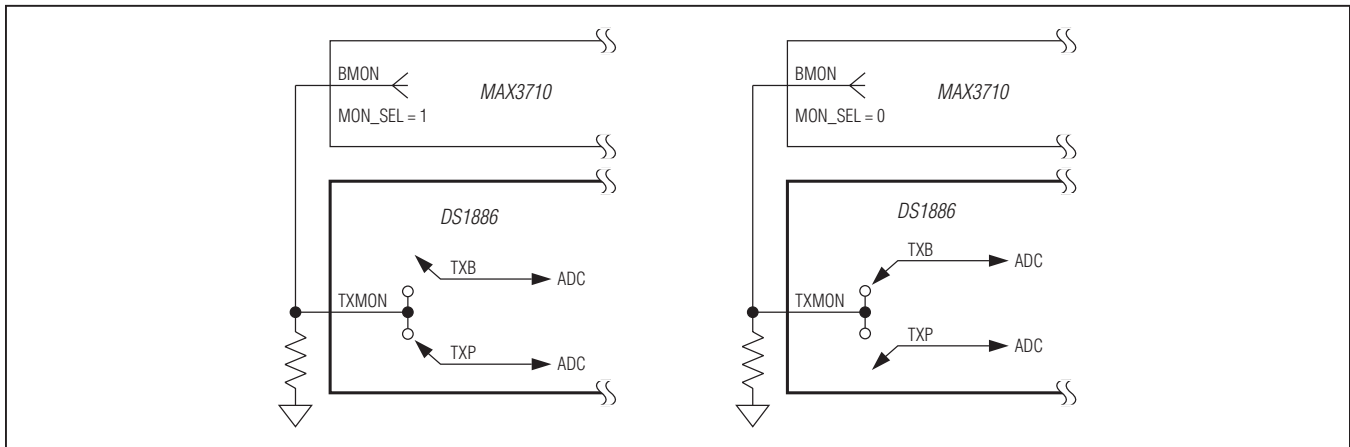 BMON
MAX3710
MON_SEL = 1
DS1886
TXB
ADC
TXMON
TXP
ADC
BMON
MAX3710
MON_SEL = 0
DS1886
TXB
ADC
TXMON
TXP
ADC